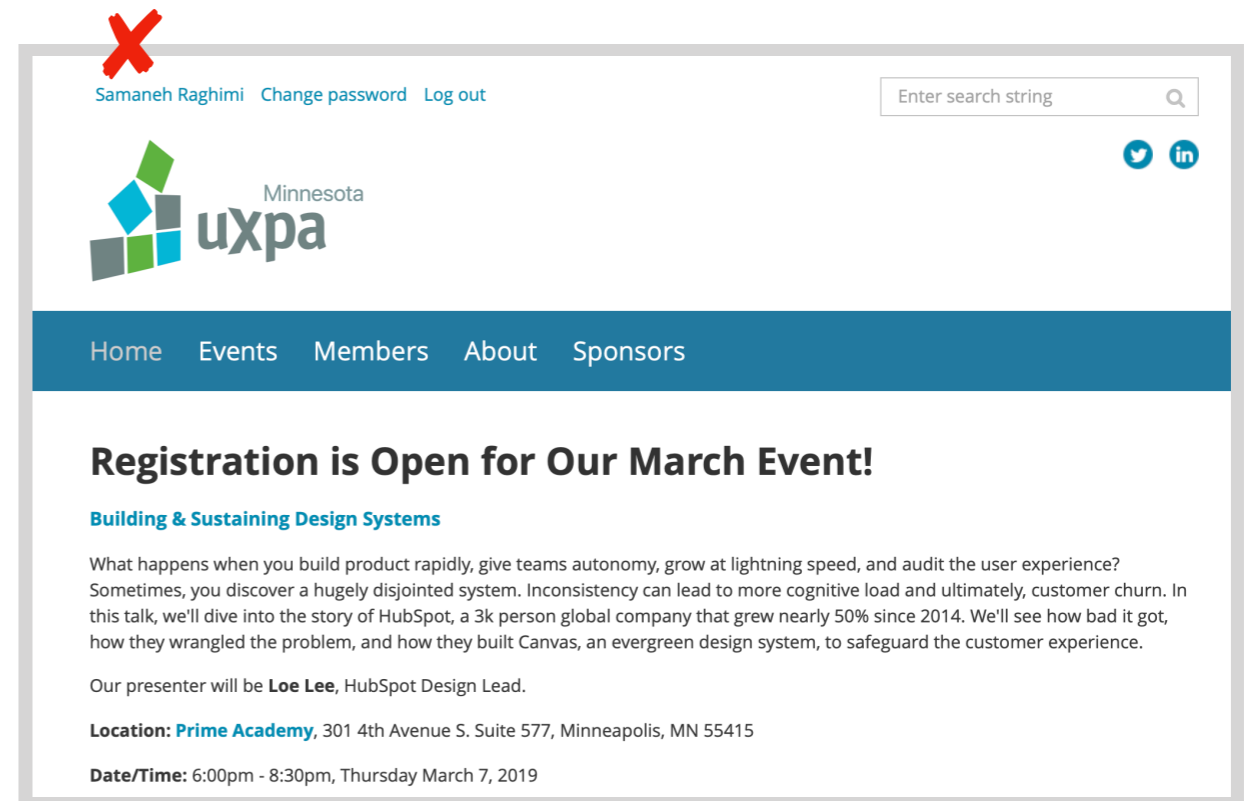 Samaneh Raghimi Change password Log out
Enter search string
in
Minnesota
uxpa
Home Events Members About Sponsors
Registration is Open for Our March Event!
Building & Sustaining Design Systems
What happens when you build product rapidly, give teams autonomy, grow at lightning speed, and audit the user experience?
Sometimes, you discover a hugely disjointed system. Inconsistency can lead to more cognitive load and ultimately, customer churn. In
this talk, we'll dive into the story of HubSpot, a 3k person global company that grew nearly 50% since 2014. We'll see how bad it got,
how they wrangled the problem, and how they built Canvas, an evergreen design system, to safeguard the customer experience.
Our presenter will be Loe Lee, HubSpot Design Lead.
Location: Prime Academy, 301 4th Avenue S. Suite 577, Minneapolis, MN 55415
Date/Time: 6:00pm - 8:30pm, Thursday March 7, 2019